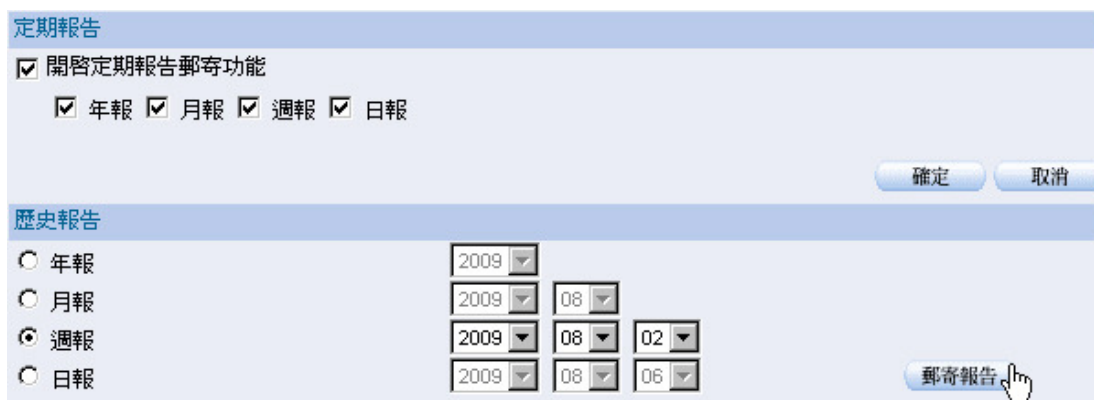 定期報告
開啓定期報告郵寄功能
年報 月報 週報 日報
確定 取消
歷史報告
年報 2009
月報 2009 08
週報 2009 08 02
日報 2009 08 06 郵寄報告